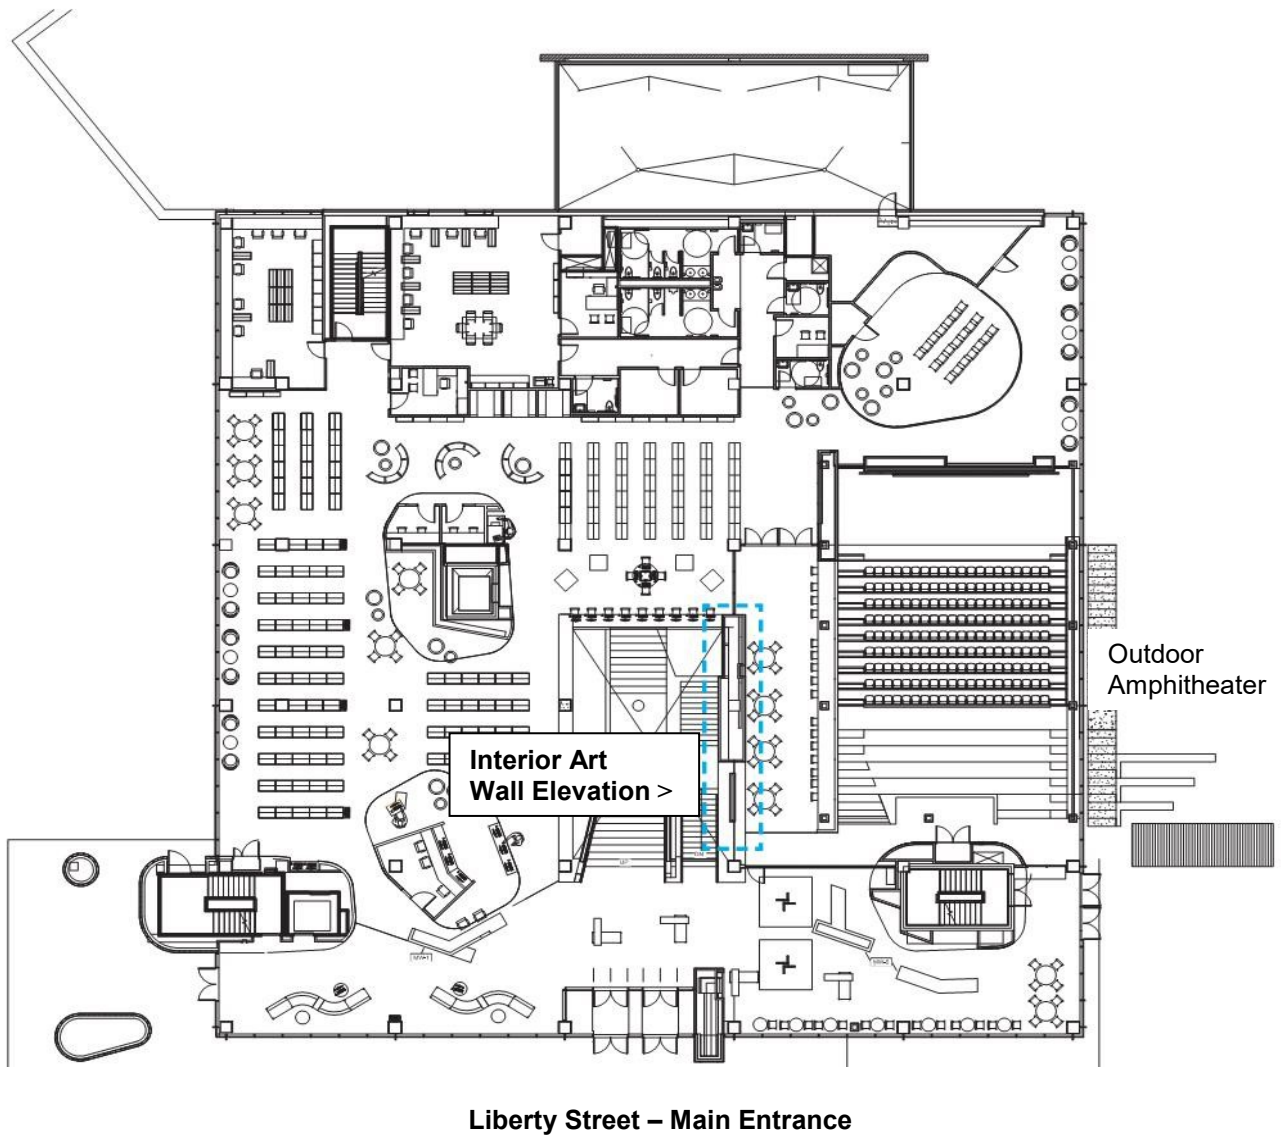 Outdoor
Amphitheater
Interior Art
Wall Elevation >
Liberty Street – Main Entrance